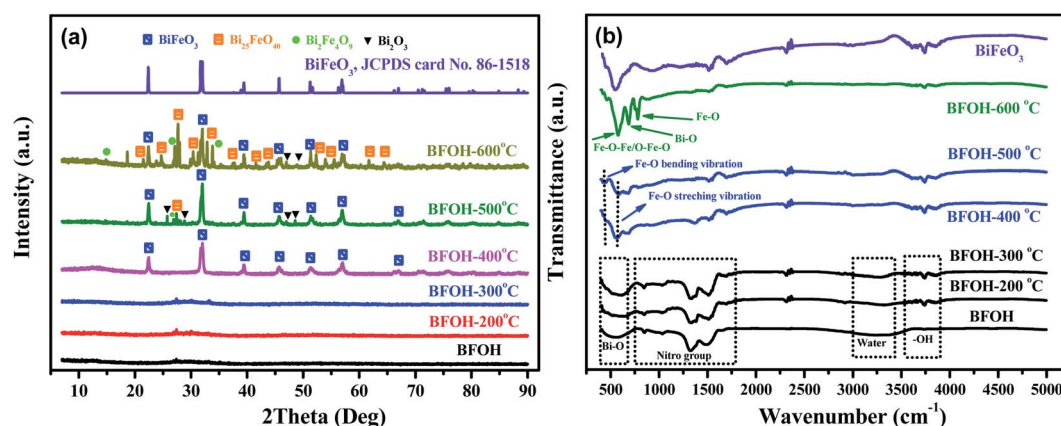 (a)
BiFeO₃ Bi₂₅FeO₄₀ Bi₂Fe₄O₉ Bi₂O₃
BiFeO₃, JCPDS card No. 86-1518
BFOH-600°C
BFOH-500°C
BFOH-400°C
BFOH-300°C
BFOH-200°C
BFOH
Intensity (a.u.)
10 20 30 40 50 60 70 80 90
2Theta (Deg)
(b)
BiFeO₃
BFOH-600 °C
Fe-O
Bi-O
Fe-O-Fe/O-Fe-O
BFOH-500 °C
Fe-O bending vibration
Fe-O streching vibration
BFOH-400 °C
BFOH-300 °C
BFOH-200 °C
BFOH
Bi-O Nitro group Water -OH
Transmittance (a.u.)
500 1000 1500 2000 2500 3000 3500 4000 4500 5000
Wavenumber (cm⁻¹)